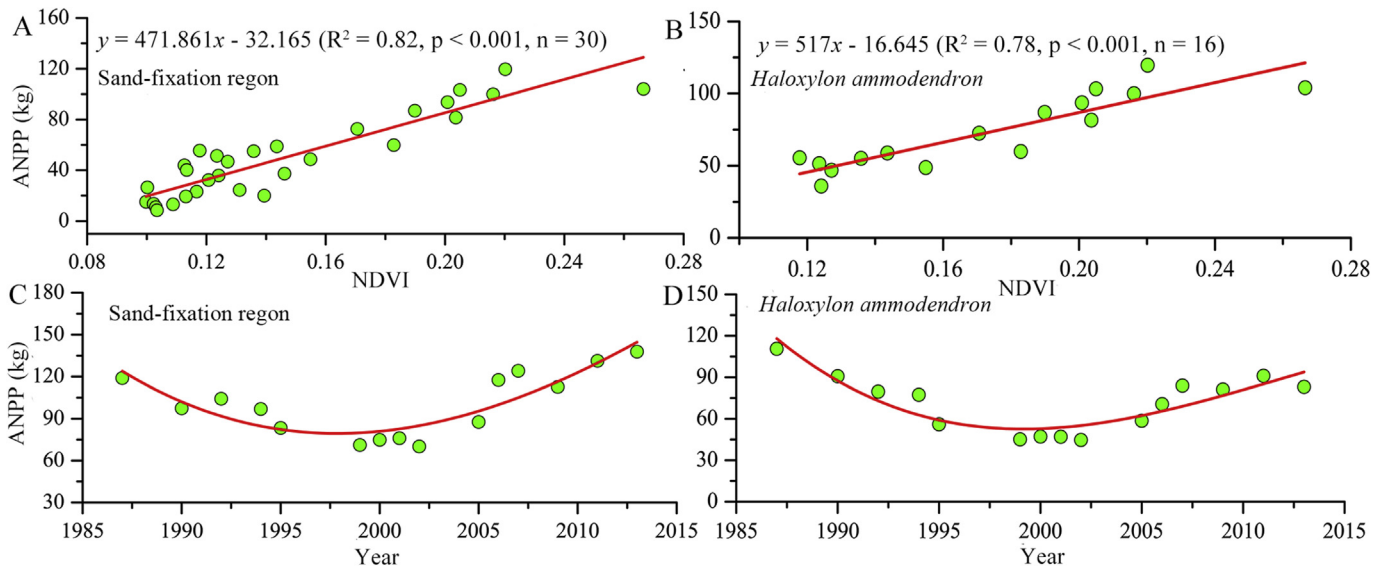 A
y = 471.861x - 32.165 (R² = 0.82, p < 0.001, n = 30)
Sand-fixation regon
ANPP (kg)
160
120
80
40
0
0.08
0.12
0.16
0.20
0.24
0.28
NDVI
B
y = 517x - 16.645 (R² = 0.78, p < 0.001, n = 16)
Haloxylon ammodendron
150
100
50
0
0.12
0.16
0.20
0.24
0.28
NDVI
C
Sand-fixation regon
ANPP (kg)
180
150
120
90
60
30
1985
1990
1995
2000
2005
2010
2015
Year
D
Haloxylon ammodendron
150
120
90
60
30
0
1985
1990
1995
2000
2005
2010
2015
Year